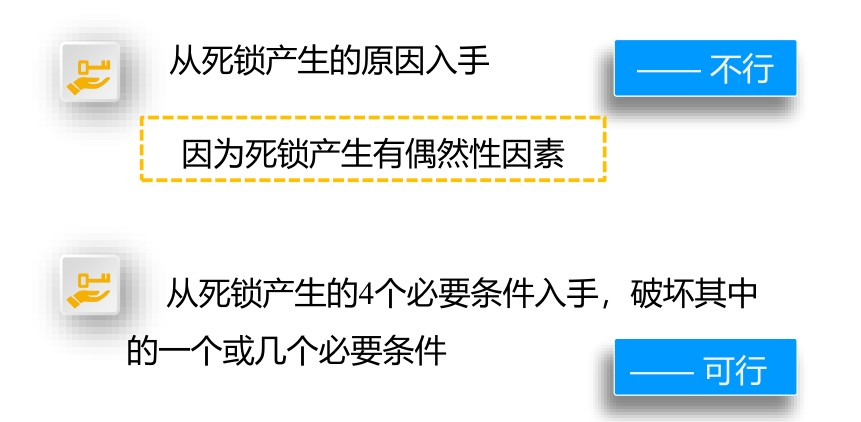 从死锁产生的原因入手
—— 不行
因为死锁产生有偶然性因素
从死锁产生的4个必要条件入手，破坏其中
的一个或几个必要条件
—— 可行